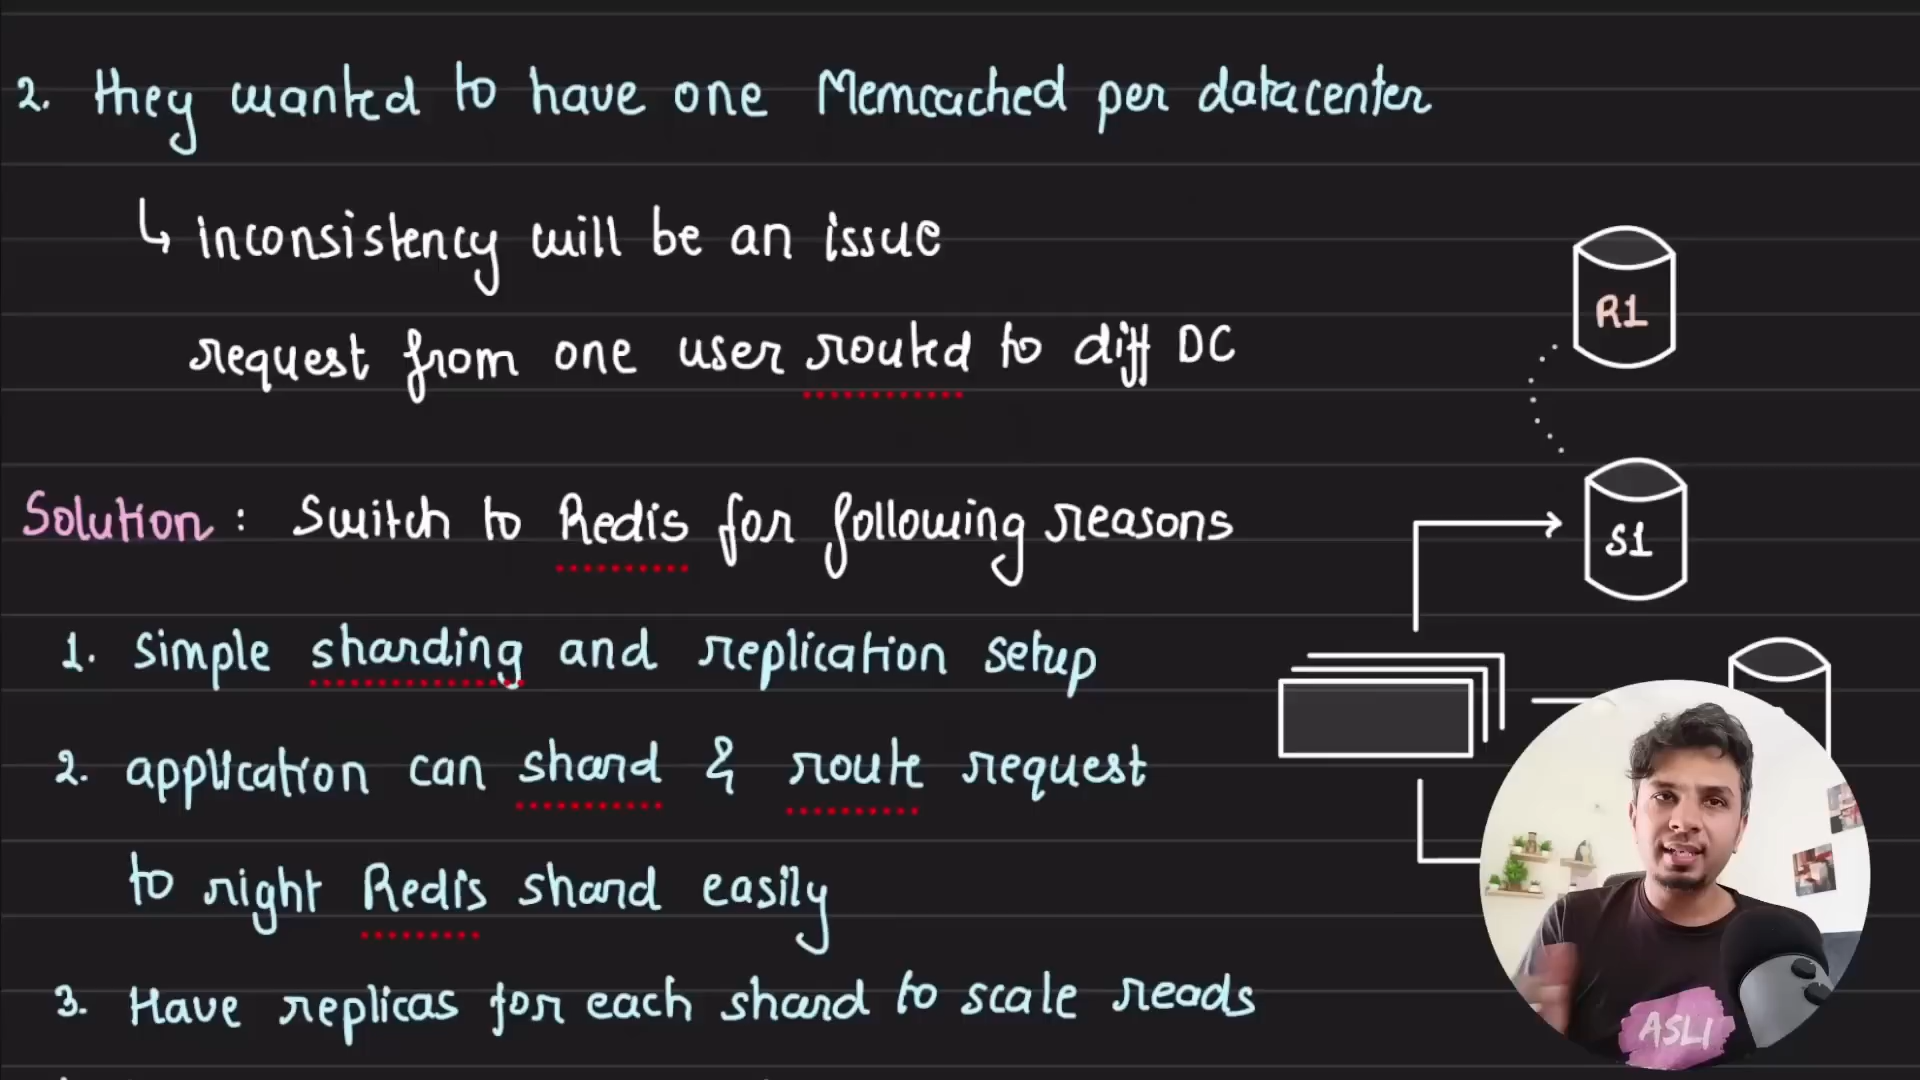 2. they wanted to have one Memcached per datacenter
↳ inconsistency will be an issue
request from one user routed to diff DC
R1
Solution : Switch to Redis for following reasons
S1
1. simple sharding and replication setup
2. application can shard & route request
to right Redis shard easily
3. Have replicas for each shard to scale reads
ASLI